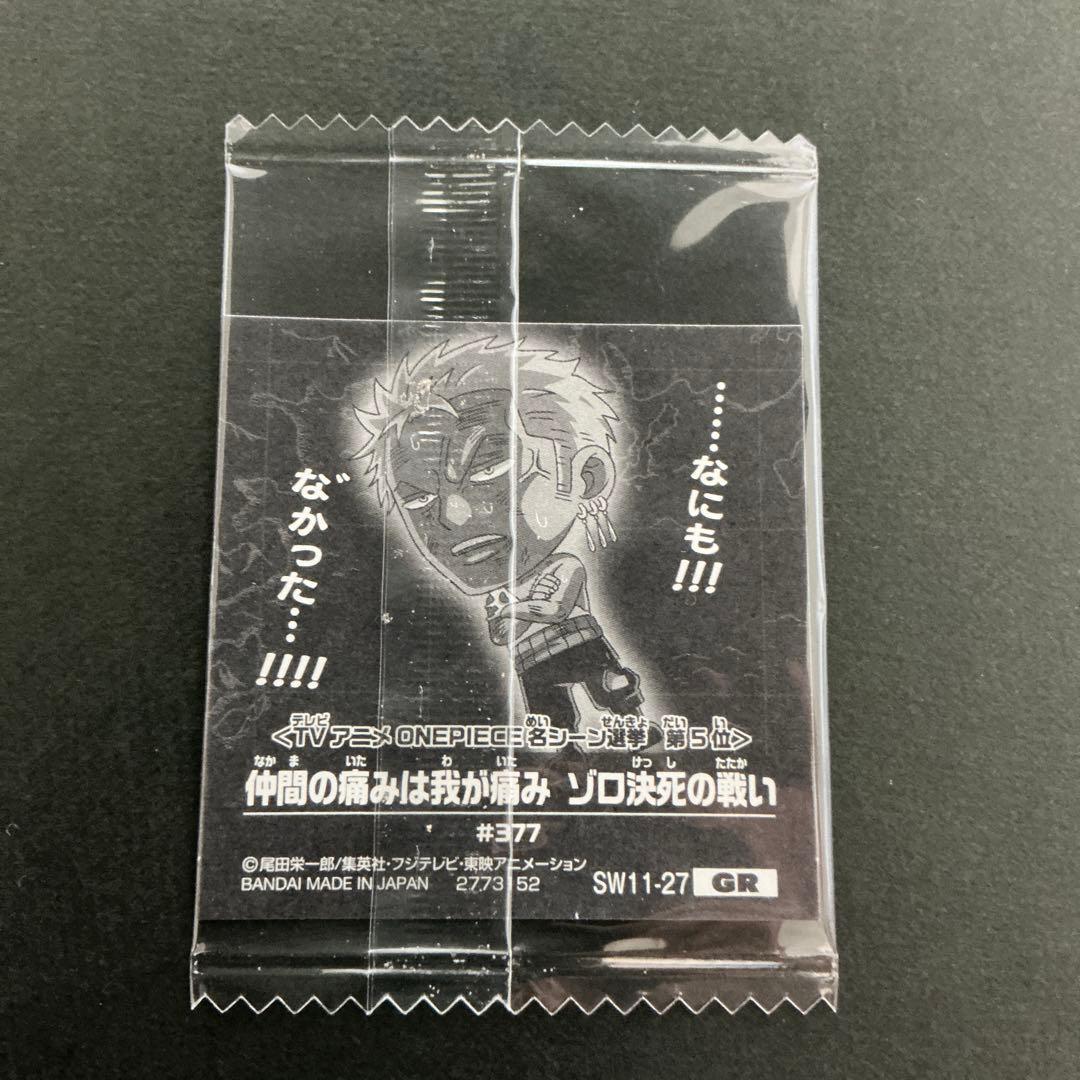 ……なにも!!!
な゛かった…!!!!
<TVアニメ ONEPIECE 名シーン選挙 第5位>
仲間の痛みは我が痛み ゾロ決死の戦い
#377
©尾田栄一郎/集英社・フジテレビ・東映アニメーション
BANDAI MADE IN JAPAN 2773152 SW11-27 GR